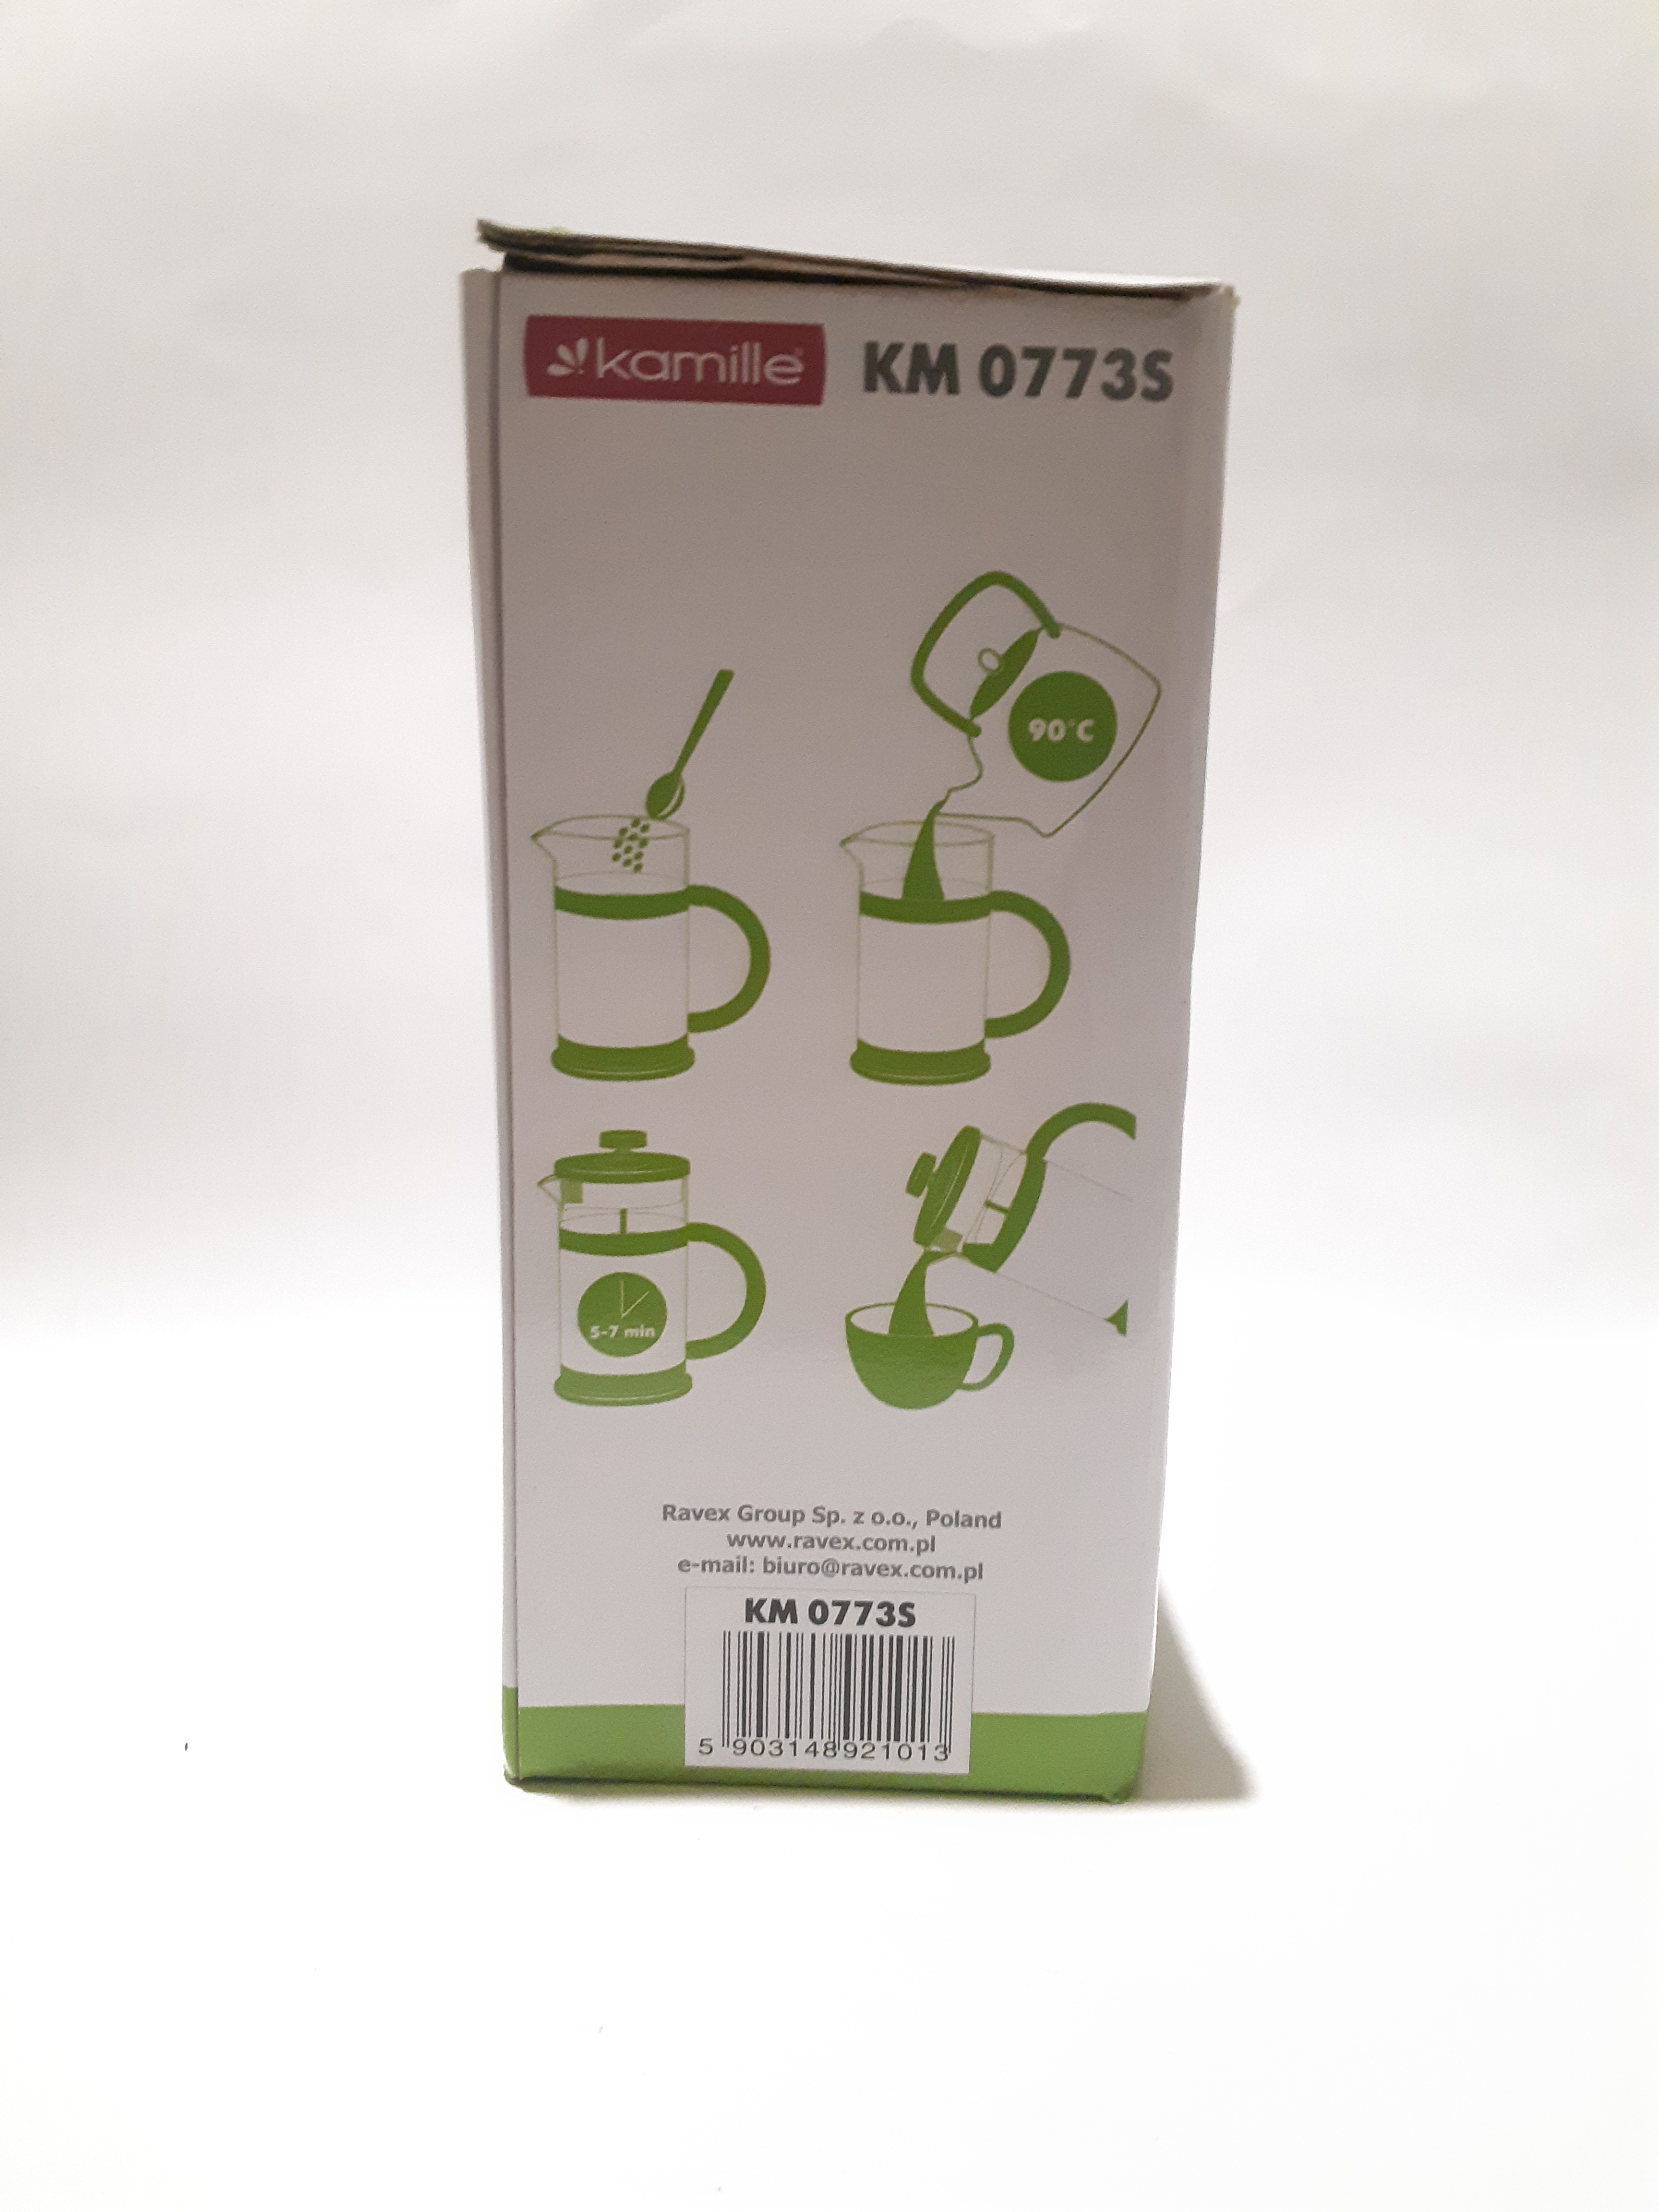 kamille KM 0773S
90°C
5-7 min
Ravex Group Sp. z o.o., Poland
www.ravex.com.pl
e-mail: biuro@ravex.com.pl
KM 0773S
5 903148 921013